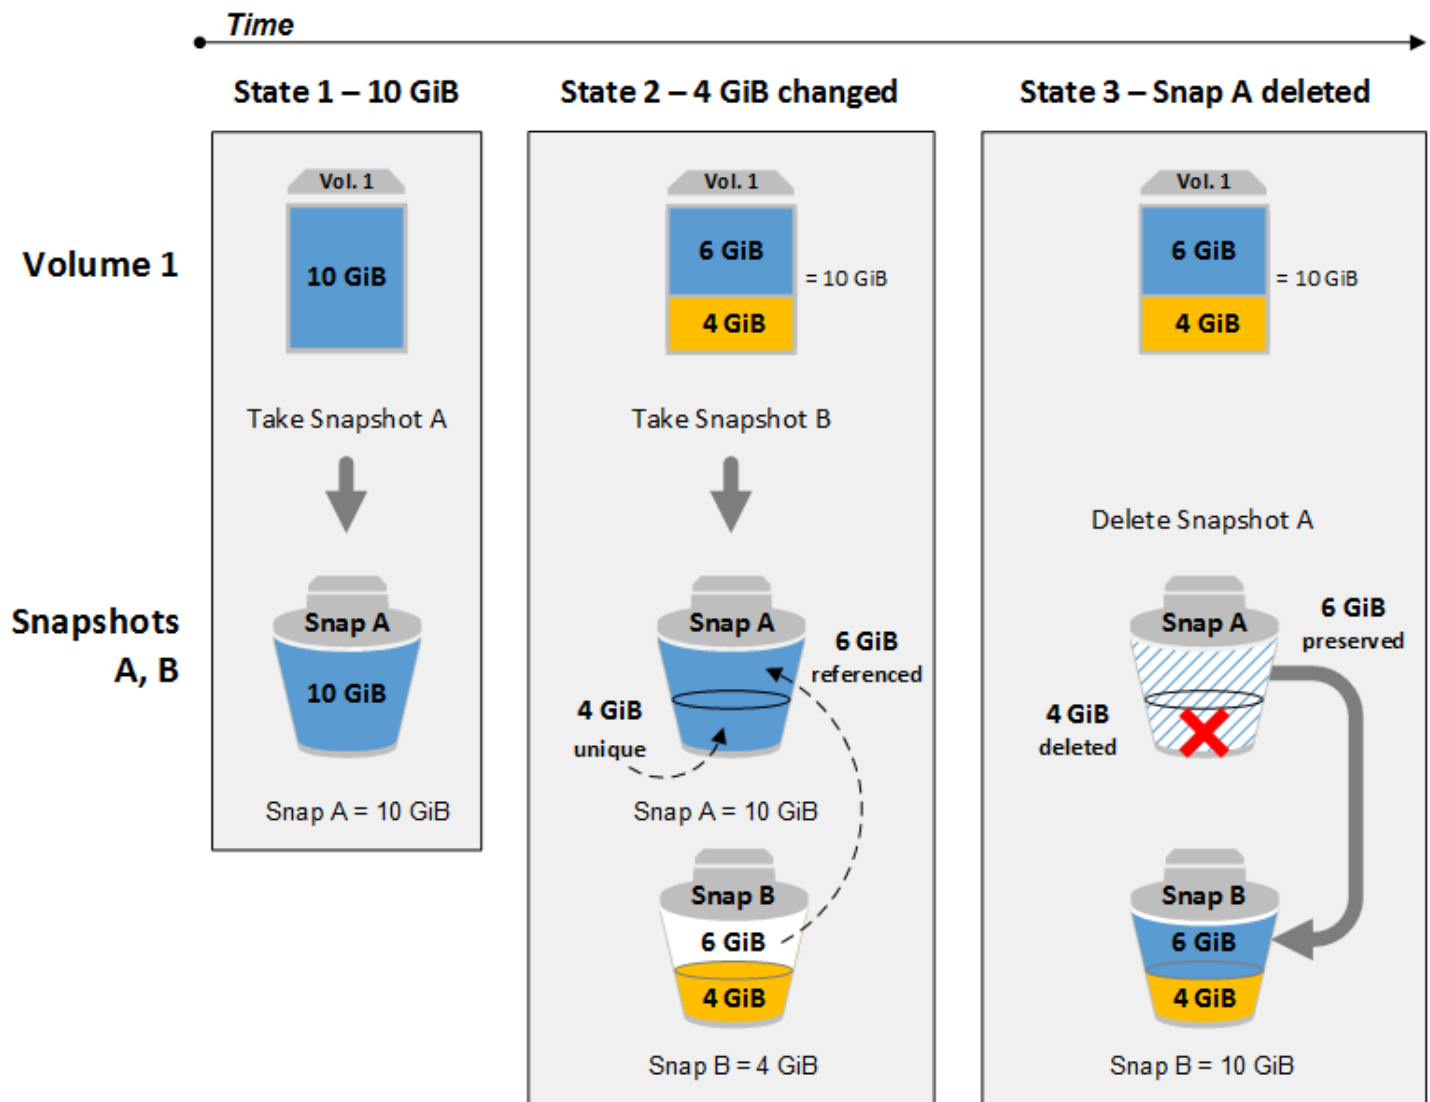 Time
State 1 – 10 GiB
State 2 – 4 GiB changed
State 3 – Snap A deleted
Volume 1
Vol. 1
10 GiB
Vol. 1
6 GiB
4 GiB
= 10 GiB
Vol. 1
6 GiB
4 GiB
= 10 GiB
Take Snapshot A
Take Snapshot B
Delete Snapshot A
Snapshots
A, B
Snap A
10 GiB
Snap A = 10 GiB
Snap A
6 GiB
referenced
4 GiB
unique
Snap A = 10 GiB
Snap B
6 GiB
4 GiB
Snap B = 4 GiB
Snap A
6 GiB
preserved
4 GiB
deleted
Snap B
6 GiB
4 GiB
Snap B = 10 GiB